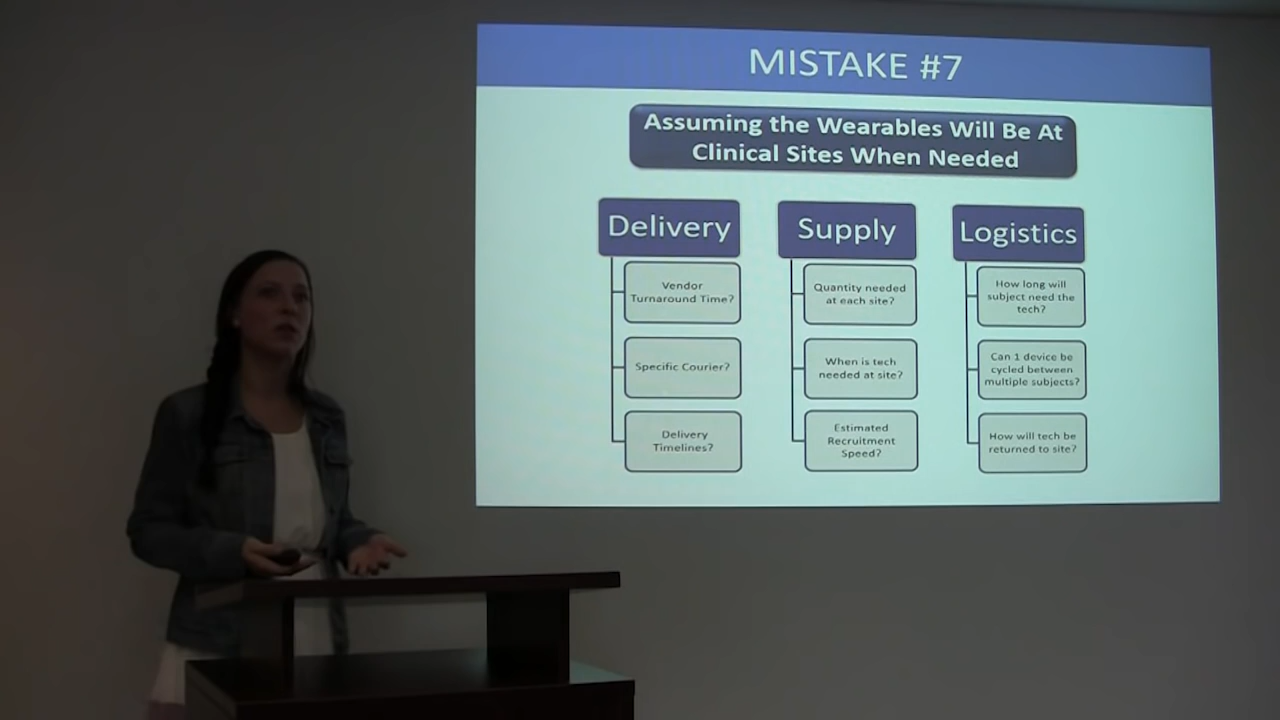 MISTAKE #7
Assuming the Wearables Will Be At
Clinical Sites When Needed
Delivery
Vendor
Turnaround Time?
Specific Courier?
Delivery
Timelines?
Supply
Quantity needed
at each site?
When is tech
needed at site?
Estimated
Recruitment
Speed?
Logistics
How long will
subject need the
tech?
Can 1 device be
cycled between
multiple subjects?
How will tech be
returned to site?